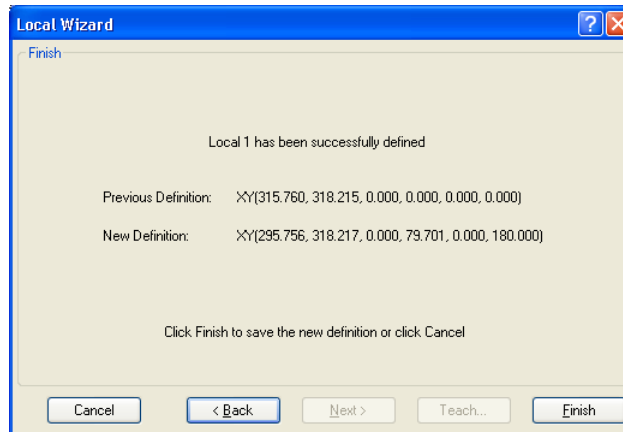 Local Wizard
Finish
Local 1 has been successfully defined
Previous Definition: XY(315.760, 318.215, 0.000, 0.000, 0.000, 0.000)
New Definition: XY(295.756, 318.217, 0.000, 79.701, 0.000, 180.000)
Click Finish to save the new definition or click Cancel
Cancel < Back Next > Teach... Finish